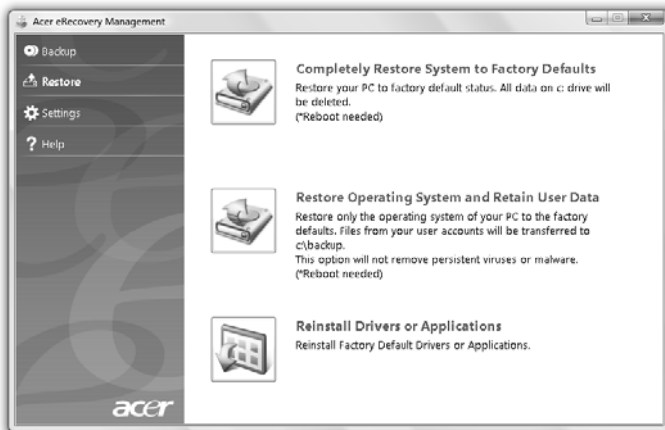 Acer eRecovery Management
Backup
Restore
Settings
Help
Completely Restore System to Factory Defaults
Restore your PC to factory default status. All data on c: drive will
be deleted.
(*Reboot needed)
Restore Operating System and Retain User Data
Restore only the operating system of your PC to the factory
defaults. Files from your user accounts will be transferred to
c:\backup.
This option will not remove persistent viruses or malware.
(*Reboot needed)
Reinstall Drivers or Applications
Reinstall Factory Default Drivers or Applications.
acer